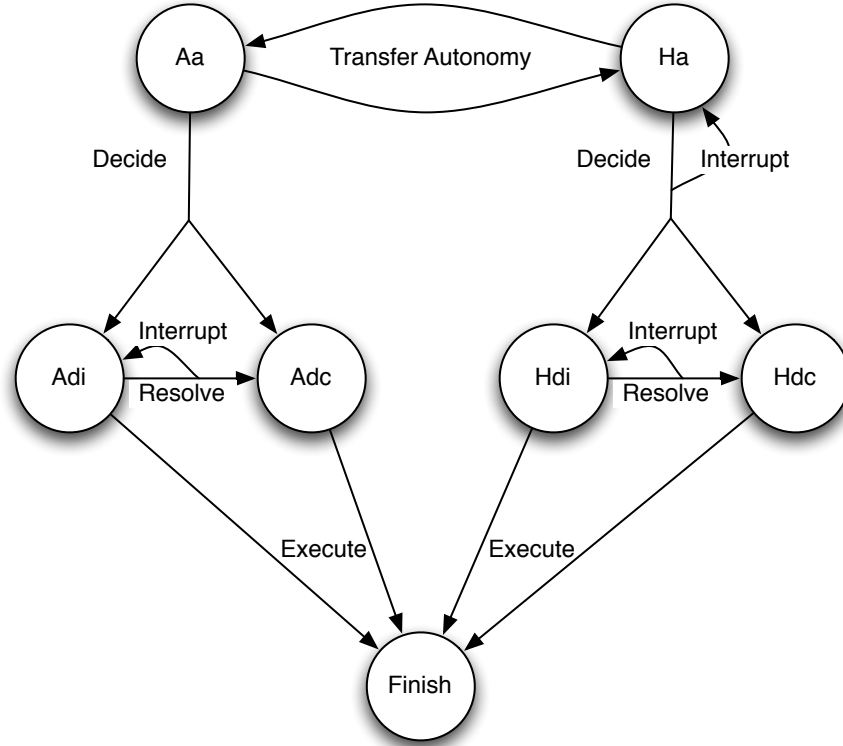 Aa
Transfer Autonomy
Ha
Decide
Decide
Interrupt
Interrupt
Interrupt
Adi
Adc
Hdi
Hdc
Resolve
Resolve
Execute
Execute
Finish